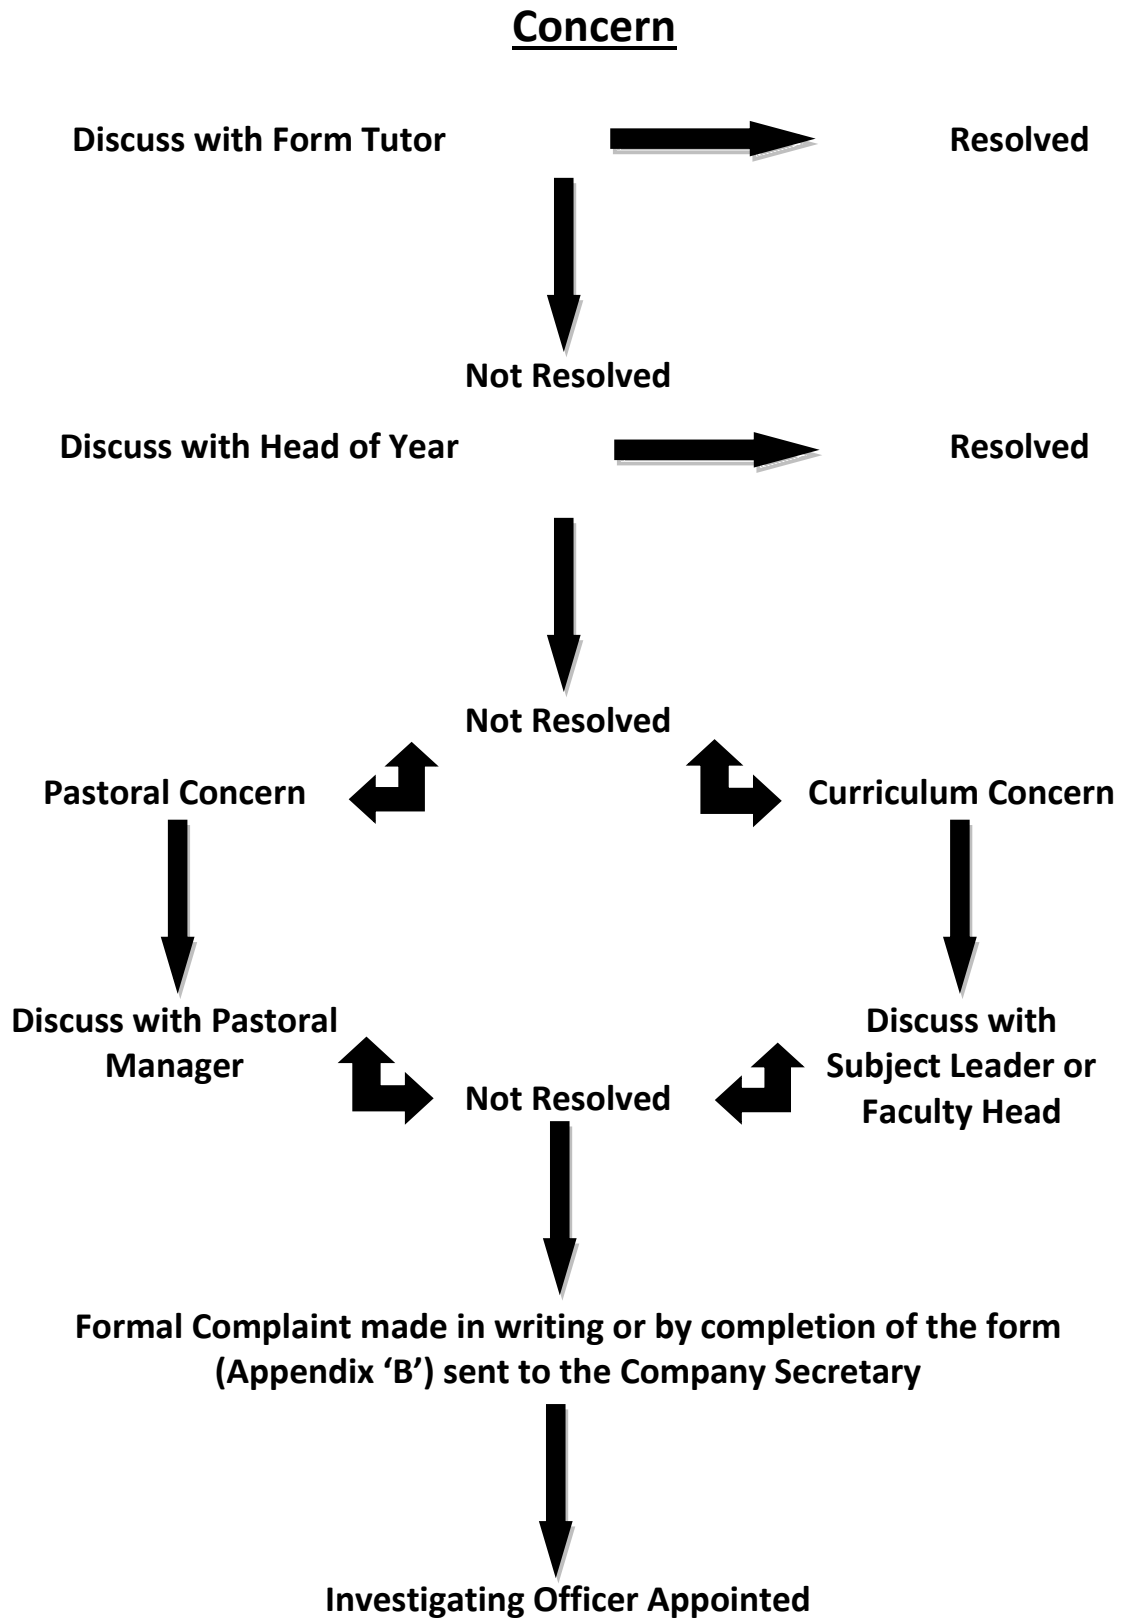 Concern
Discuss with Form Tutor
Resolved
Not Resolved
Discuss with Head of Year
Resolved
Not Resolved
Pastoral Concern
Curriculum Concern
Discuss with Pastoral
Manager
Discuss with
Subject Leader or
Faculty Head
Not Resolved
Formal Complaint made in writing or by completion of the form
(Appendix ‘B’) sent to the Company Secretary
Investigating Officer Appointed